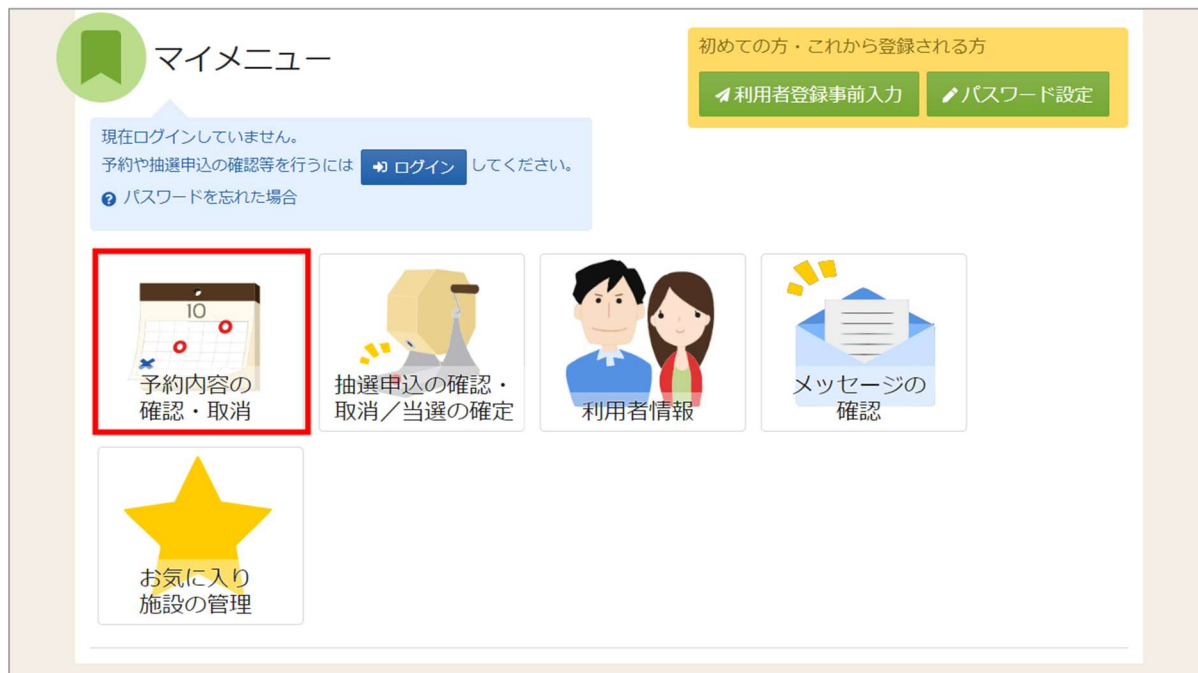 マイメニュー
初めての方・これから登録される方
利用者登録事前入力
パスワード設定
現在ログインしていません。
予約や抽選申込の確認等を行うには ログイン してください。
パスワードを忘れた場合
10
予約内容の
確認・取消
抽選申込の確認・
取消／当選の確定
利用者情報
メッセージの
確認
お気に入り
施設の管理